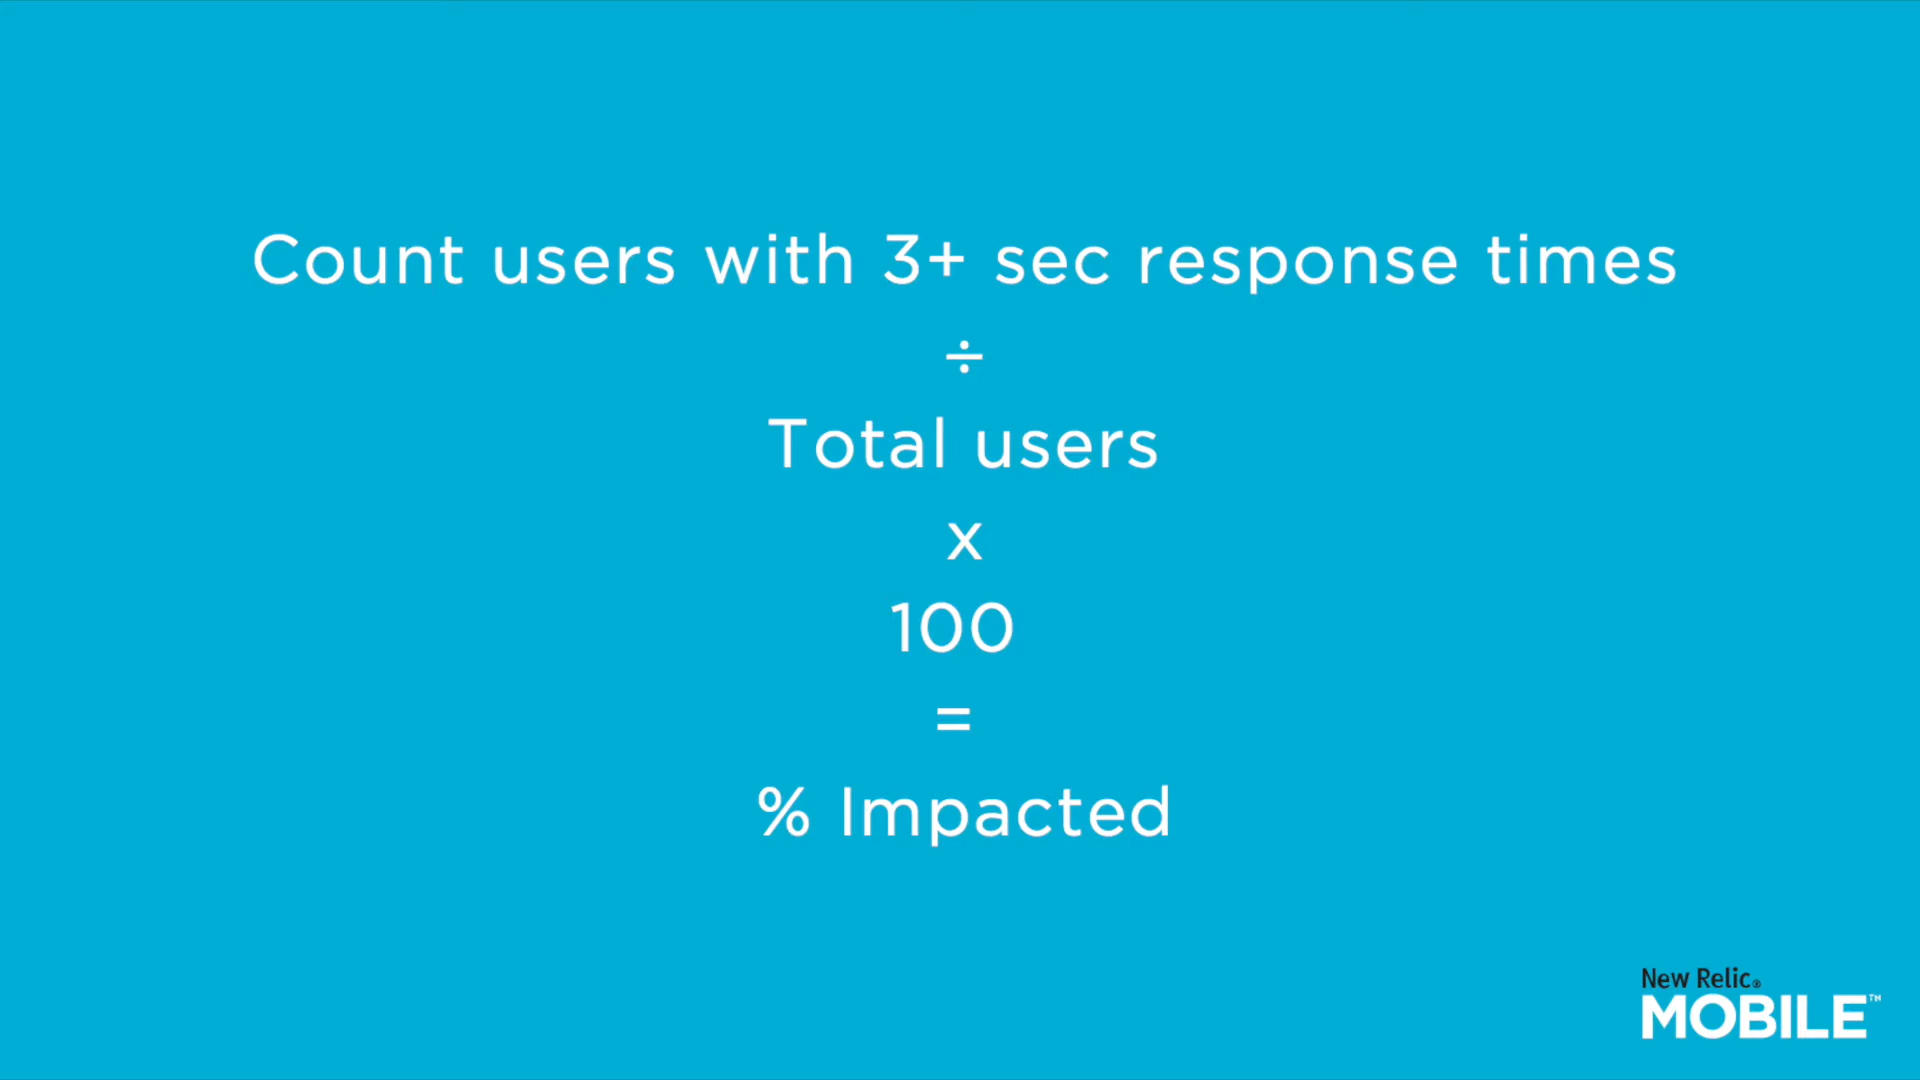 Count users with 3+ sec response times
÷
Total users
x
100
=
% Impacted
New Relic®
MOBILE™